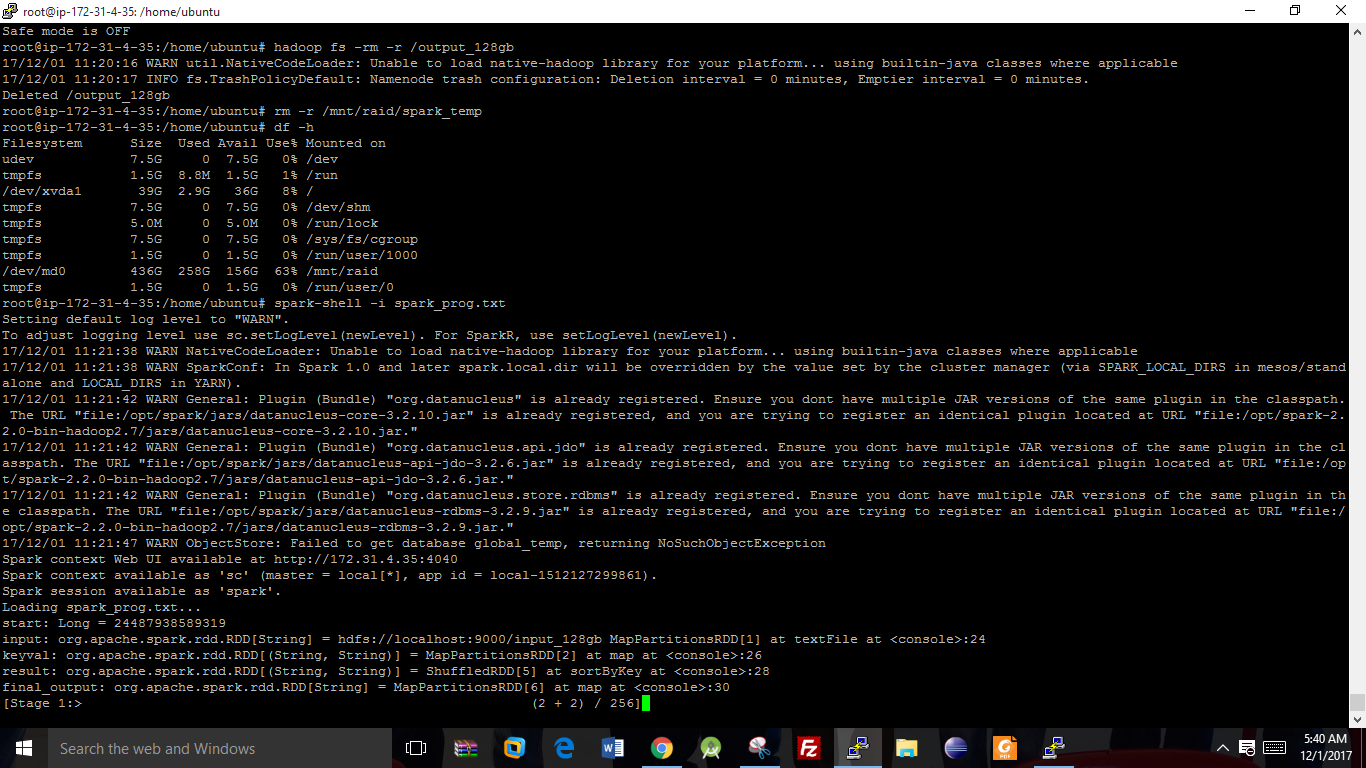 root@ip-172-31-4-35: /home/ubuntu
Safe mode is OFF
root@ip-172-31-4-35:/home/ubuntu# hadoop fs -rm -r /output_128gb
17/12/01 11:20:16 WARN util.NativeCodeLoader: Unable to load native-hadoop library for your platform... using builtin-java classes where applicable
17/12/01 11:20:17 INFO fs.TrashPolicyDefault: Namenode trash configuration: Deletion interval = 0 minutes, Emptier interval = 0 minutes.
Deleted /output_128gb
root@ip-172-31-4-35:/home/ubuntu# rm -r /mnt/raid/spark_temp
root@ip-172-31-4-35:/home/ubuntu# df -h
Filesystem      Size  Used Avail Use% Mounted on
udev            7.5G     0  7.5G   0% /dev
tmpfs           1.5G  8.8M  1.5G   1% /run
/dev/xvda1       39G  2.9G   36G   8% /
tmpfs           7.5G     0  7.5G   0% /dev/shm
tmpfs           5.0M     0  5.0M   0% /run/lock
tmpfs           7.5G     0  7.5G   0% /sys/fs/cgroup
tmpfs           1.5G     0  1.5G   0% /run/user/1000
/dev/md0        436G  258G  156G  63% /mnt/raid
tmpfs           1.5G     0  1.5G   0% /run/user/0
root@ip-172-31-4-35:/home/ubuntu# spark-shell -i spark_prog.txt
Setting default log level to "WARN".
To adjust logging level use sc.setLogLevel(newLevel). For SparkR, use setLogLevel(newLevel).
17/12/01 11:21:38 WARN NativeCodeLoader: Unable to load native-hadoop library for your platform... using builtin-java classes where applicable
17/12/01 11:21:38 WARN SparkConf: In Spark 1.0 and later spark.local.dir will be overridden by the value set by the cluster manager (via SPARK_LOCAL_DIRS in mesos/stand
alone and LOCAL_DIRS in YARN).
17/12/01 11:21:42 WARN General: Plugin (Bundle) "org.datanucleus" is already registered. Ensure you dont have multiple JAR versions of the same plugin in the classpath.
 The URL "file:/opt/spark/jars/datanucleus-core-3.2.10.jar" is already registered, and you are trying to register an identical plugin located at URL "file:/opt/spark-2.
2.0-bin-hadoop2.7/jars/datanucleus-core-3.2.10.jar."
17/12/01 11:21:42 WARN General: Plugin (Bundle) "org.datanucleus.api.jdo" is already registered. Ensure you dont have multiple JAR versions of the same plugin in the cl
asspath. The URL "file:/opt/spark/jars/datanucleus-api-jdo-3.2.6.jar" is already registered, and you are trying to register an identical plugin located at URL "file:/op
t/spark-2.2.0-bin-hadoop2.7/jars/datanucleus-api-jdo-3.2.6.jar."
17/12/01 11:21:42 WARN General: Plugin (Bundle) "org.datanucleus.store.rdbms" is already registered. Ensure you dont have multiple JAR versions of the same plugin in th
e classpath. The URL "file:/opt/spark/jars/datanucleus-rdbms-3.2.9.jar" is already registered, and you are trying to register an identical plugin located at URL "file:/
opt/spark-2.2.0-bin-hadoop2.7/jars/datanucleus-rdbms-3.2.9.jar."
17/12/01 11:21:47 WARN ObjectStore: Failed to get database global_temp, returning NoSuchObjectException
Spark context Web UI available at http://172.31.4.35:4040
Spark context available as 'sc' (master = local[*], app id = local-1512127299861).
Spark session available as 'spark'.
Loading spark_prog.txt...
start: Long = 24487938589319
input: org.apache.spark.rdd.RDD[String] = hdfs://localhost:9000/input_128gb MapPartitionsRDD[1] at textFile at <console>:24
keyval: org.apache.spark.rdd.RDD[(String, String)] = MapPartitionsRDD[2] at map at <console>:26
result: org.apache.spark.rdd.RDD[(String, String)] = ShuffledRDD[5] at sortByKey at <console>:28
final_output: org.apache.spark.rdd.RDD[String] = MapPartitionsRDD[6] at map at <console>:30
[Stage 1:>                                                        (2 + 2) / 256]
Search the web and Windows
5:40 AM
12/1/2017